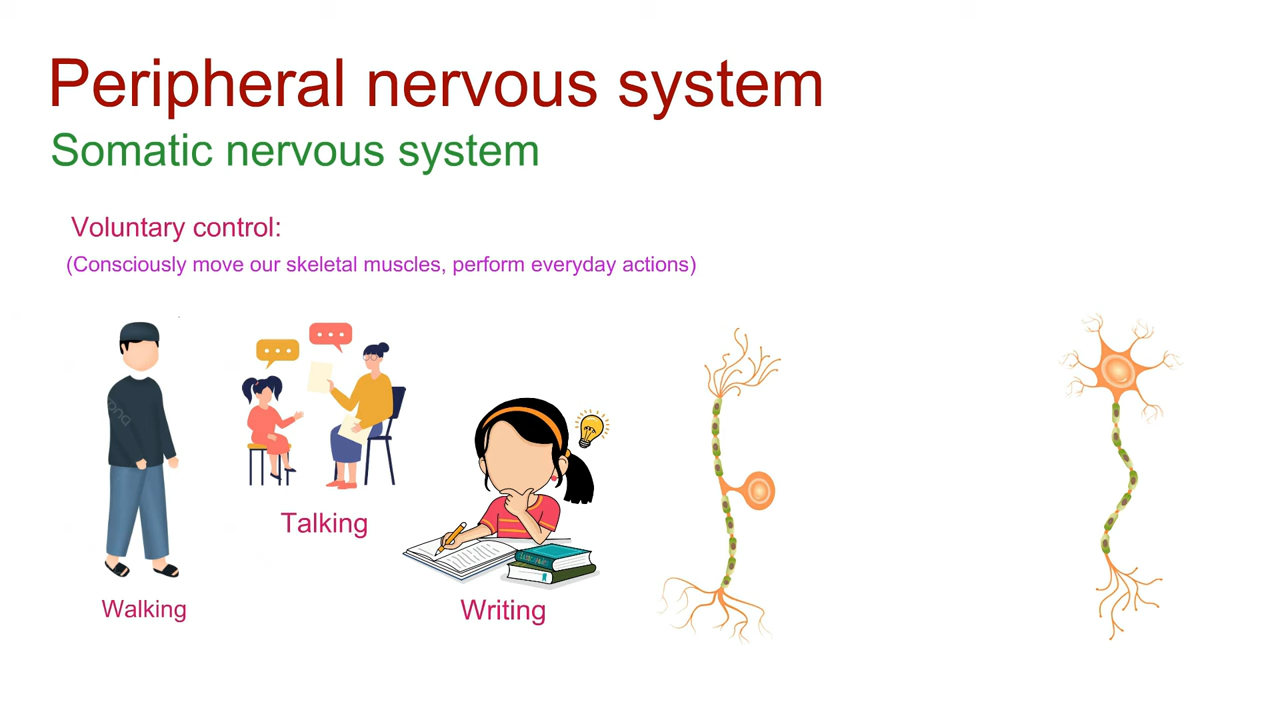 Peripheral nervous system
Somatic nervous system
Voluntary control:
(Consciously move our skeletal muscles, perform everyday actions)
Talking
Walking
Writing